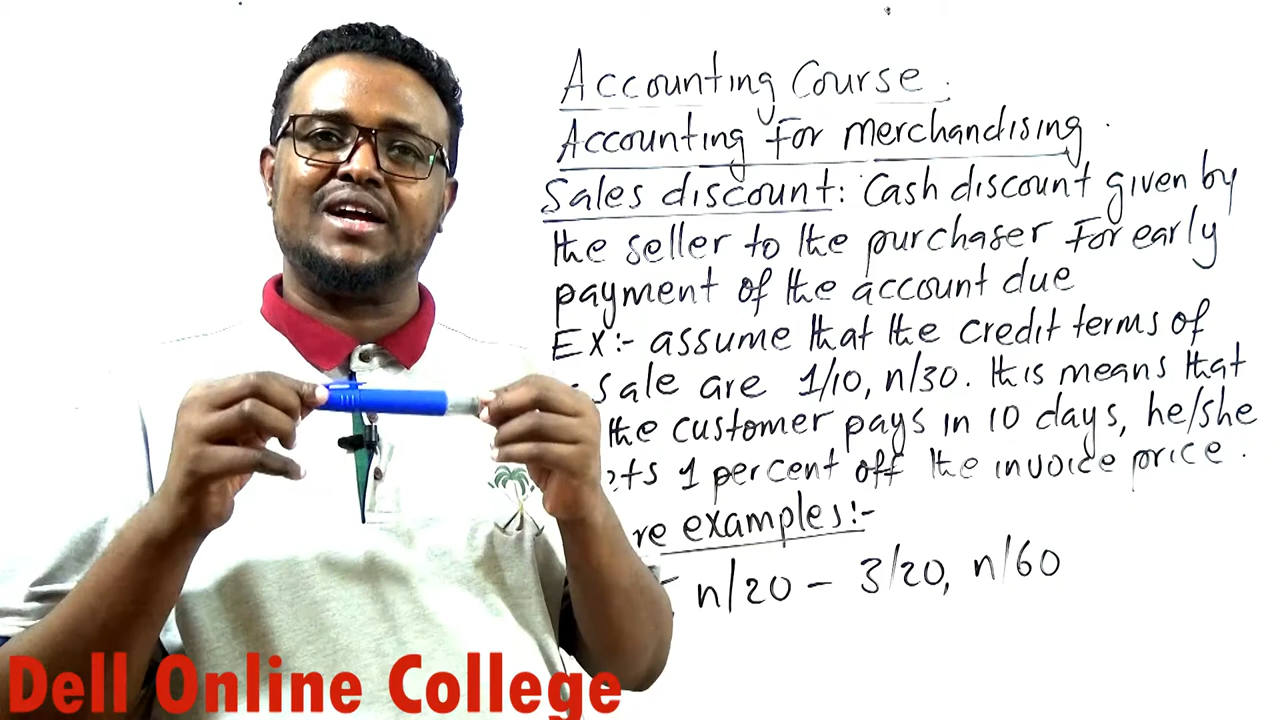 Accounting Course.
Accounting For merchandising.
Sales discount: Cash discount given by
the seller to the purchaser For early
payment of the account due
Ex:- assume that the credit terms of
sale are 1/10, n/30. this means that
the customer pays in 10 days, he/she
1 percent off the invoice price.
examples:-
n/20 - 3/20, n/60
Dell Online College